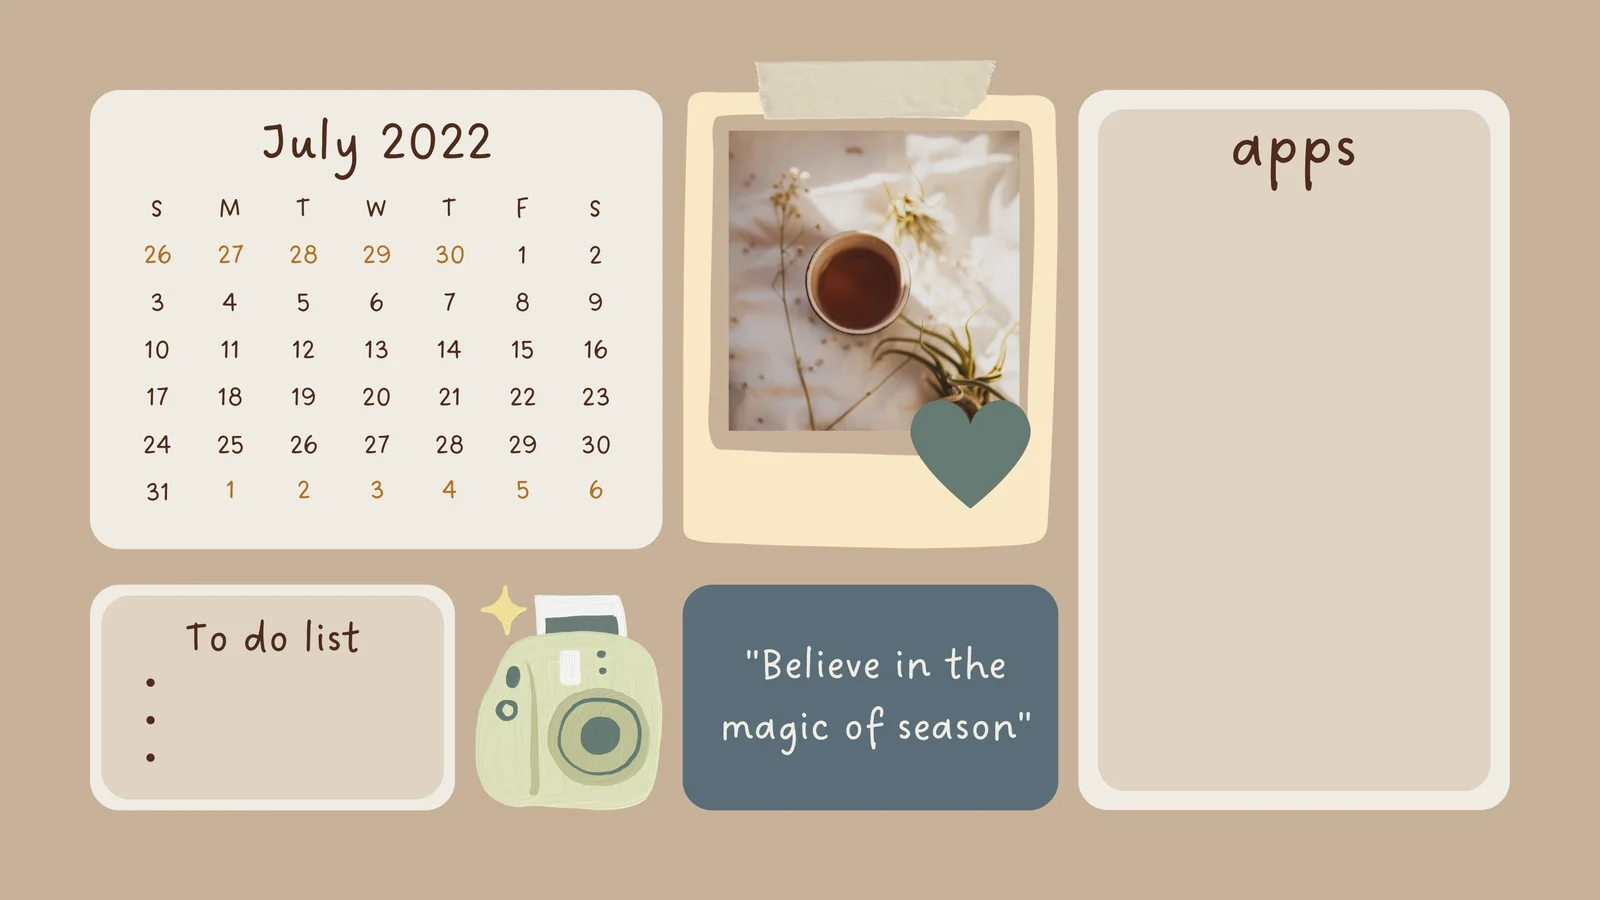 July 2022
S M T W T F S
26 27 28 29 30 1 2
3 4 5 6 7 8 9
10 11 12 13 14 15 16
17 18 19 20 21 22 23
24 25 26 27 28 29 30
31 1 2 3 4 5 6
To do list
"Believe in the
magic of season"
apps